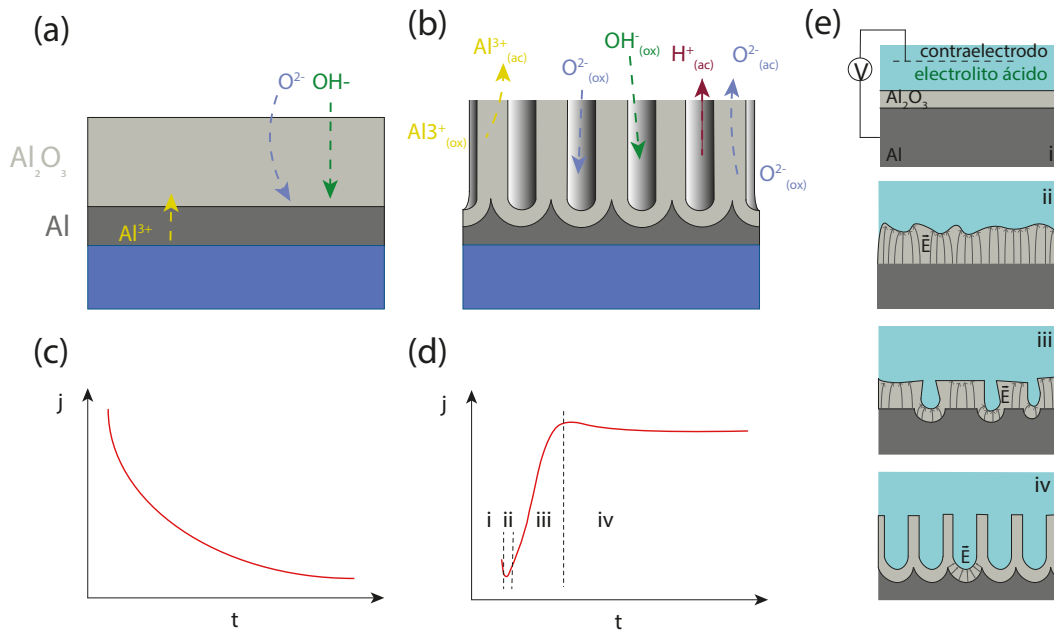 (a)
O²⁻ OH-
Al₂O₃
Al
Al³⁺
(b)
Al³⁺(ac)
O²⁻(ox)
OH⁻(ox)
H⁺(ac)
O²⁻(ac)
Al3⁺(ox)
O²⁻(ox)
(c)
j
t
(d)
j
i ii iii iv
t
(e)
V
contraelectrodo
electrolito ácido
Al₂O₃
Al
i
ii
E⃗
iii
E⃗
iv
E⃗